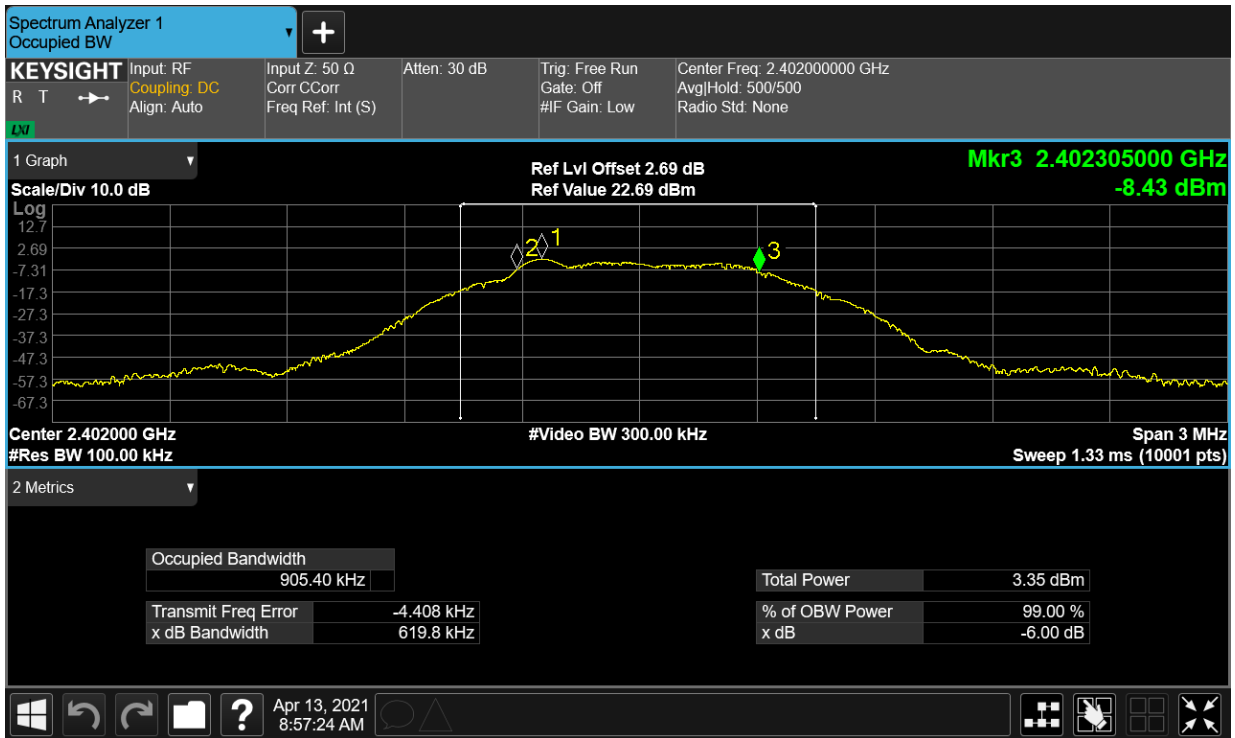 Spectrum Analyzer 1
Occupied BW
▼
+
KEYSIGHT
R T
LXI
Input: RF
Coupling: DC
Align: Auto
Input Z: 50 Ω
Corr CCorr
Freq Ref: Int (S)
Atten: 30 dB
Trig: Free Run
Gate: Off
#IF Gain: Low
Center Freq: 2.402000000 GHz
Avg|Hold: 500/500
Radio Std: None
1 Graph ▼
Scale/Div 10.0 dB
Ref Lvl Offset 2.69 dB
Ref Value 22.69 dBm
Mkr3 2.402305000 GHz
-8.43 dBm
Log
12.7
2.69
-7.31
-17.3
-27.3
-37.3
-47.3
-57.3
-67.3
2 1
3
Center 2.402000 GHz
#Res BW 100.00 kHz
#Video BW 300.00 kHz
Span 3 MHz
Sweep 1.33 ms (10001 pts)
2 Metrics ▼
Occupied Bandwidth
905.40 kHz
Transmit Freq Error -4.408 kHz
x dB Bandwidth 619.8 kHz
Total Power 3.35 dBm
% of OBW Power 99.00 %
x dB -6.00 dB
?
Apr 13, 2021
8:57:24 AM